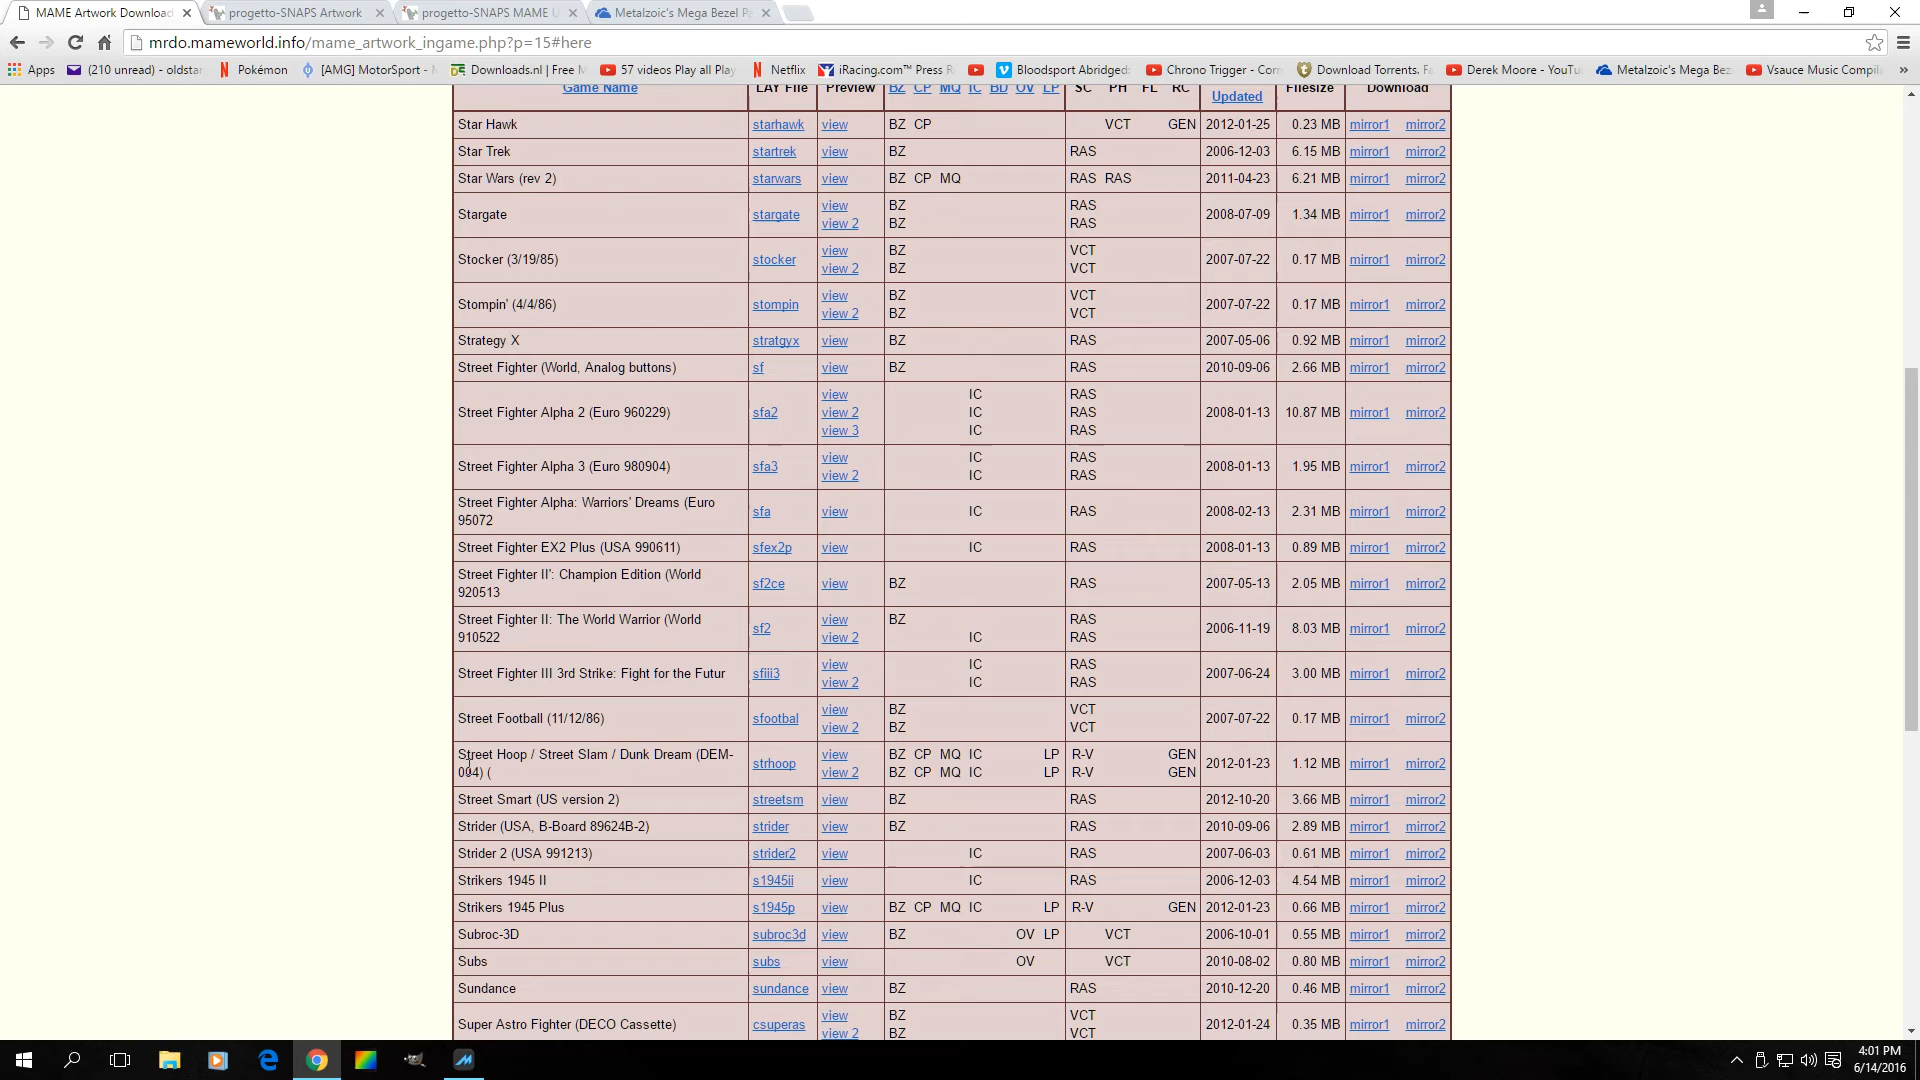 MAME Artwork Download
progetto-SNAPS Artwork
progetto-SNAPS MAME U
Metalzoic's Mega Bezel Pa
mrdo.mameworld.info/mame_artwork_ingame.php?p=15#here
Apps
(210 unread) - oldstar
Pokémon
[AMG] MotorSport -
Downloads.nl | Free M
57 videos Play all Play
Netflix
iRacing.com™ Press R
Bloodsport Abridged:
Chrono Trigger - Com
Download Torrents. Fa
Derek Moore - YouTu
Metalzoic's Mega Bez
Vsauce Music Compila
»
Game Name LAY File Preview BZ CP MQ IC BD OV LP SC PH FL RC Updated Filesize Download
Star Hawk starhawk view BZ CP VCT GEN 2012-01-25 0.23 MB mirror1 mirror2
Star Trek startrek view BZ RAS 2006-12-03 6.15 MB mirror1 mirror2
Star Wars (rev 2) starwars view BZ CP MQ RAS RAS 2011-04-23 6.21 MB mirror1 mirror2
view BZ RAS
Stargate stargate 2008-07-09 1.34 MB mirror1 mirror2
view 2 BZ RAS
view BZ VCT
Stocker (3/19/85) stocker 2007-07-22 0.17 MB mirror1 mirror2
view 2 BZ VCT
view BZ VCT
Stompin' (4/4/86) stompin 2007-07-22 0.17 MB mirror1 mirror2
view 2 BZ VCT
Strategy X stratgyx view BZ RAS 2007-05-06 0.92 MB mirror1 mirror2
Street Fighter (World, Analog buttons) sf view BZ RAS 2010-09-06 2.66 MB mirror1 mirror2
view IC RAS
Street Fighter Alpha 2 (Euro 960229) sfa2 view 2 IC RAS 2008-01-13 10.87 MB mirror1 mirror2
view 3 IC RAS
view IC RAS
Street Fighter Alpha 3 (Euro 980904) sfa3 2008-01-13 1.95 MB mirror1 mirror2
view 2 IC RAS
Street Fighter Alpha: Warriors' Dreams (Euro
95072 sfa view IC RAS 2008-02-13 2.31 MB mirror1 mirror2
Street Fighter EX2 Plus (USA 990611) sfex2p view IC RAS 2008-01-13 0.89 MB mirror1 mirror2
Street Fighter II': Champion Edition (World
920513 sf2ce view BZ RAS 2007-05-13 2.05 MB mirror1 mirror2
Street Fighter II: The World Warrior (World view BZ RAS
910522 sf2 view 2 IC RAS 2006-11-19 8.03 MB mirror1 mirror2
view IC RAS
Street Fighter III 3rd Strike: Fight for the Futur sfiii3 2007-06-24 3.00 MB mirror1 mirror2
view 2 IC RAS
view BZ VCT
Street Football (11/12/86) sfootbal 2007-07-22 0.17 MB mirror1 mirror2
view 2 BZ VCT
Street Hoop / Street Slam / Dunk Dream (DEM- view BZ CP MQ IC LP R-V GEN
004) ( strhoop view 2 BZ CP MQ IC LP R-V GEN 2012-01-23 1.12 MB mirror1 mirror2
Street Smart (US version 2) streetsm view BZ RAS 2012-10-20 3.66 MB mirror1 mirror2
Strider (USA, B-Board 89624B-2) strider view BZ RAS 2010-09-06 2.89 MB mirror1 mirror2
Strider 2 (USA 991213) strider2 view IC RAS 2007-06-03 0.61 MB mirror1 mirror2
Strikers 1945 II s1945ii view IC RAS 2006-12-03 4.54 MB mirror1 mirror2
Strikers 1945 Plus s1945p view BZ CP MQ IC LP R-V GEN 2012-01-23 0.66 MB mirror1 mirror2
Subroc-3D subroc3d view BZ OV LP VCT 2006-10-01 0.55 MB mirror1 mirror2
Subs subs view OV VCT 2010-08-02 0.80 MB mirror1 mirror2
Sundance sundance view BZ RAS 2010-12-20 0.46 MB mirror1 mirror2
view BZ VCT
Super Astro Fighter (DECO Cassette) csuperas 2012-01-24 0.35 MB mirror1 mirror2
view 2 BZ VCT
4:01 PM
6/14/2016